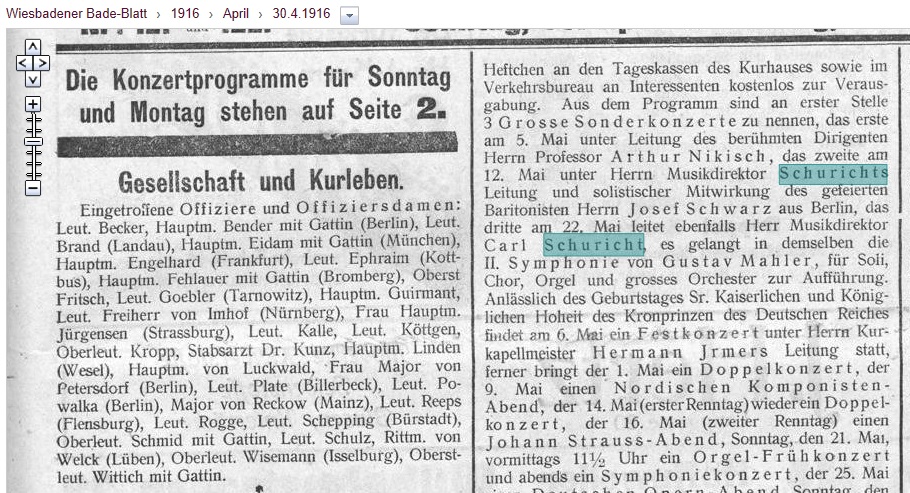 Wiesbadener Bade-Blatt › 1916 › April › 30.4.1916
und
Die Konzertprogramme für Sonntag
und Montag stehen auf Seite 2.
Gesellschaft und Kurleben.
Eingetroffene Offiziere und Offiziersdamen:
Leut. Becker, Hauptm. Bender mit Gattin (Berlin), Leut.
Brand (Landau), Hauptm. Eidam mit Gattin (München),
Hauptm. Engelhard (Frankfurt), Leut. Ephraim (Kott-
bus), Hauptm. Fehlauer mit Gattin (Bromberg), Oberst
Fritsch, Leut. Goebler (Tarnowitz), Hauptm. Guirmant,
Leut. Freiherr von Imhof (Nürnberg), Frau Hauptm.
Jürgensen (Strassburg), Leut. Kalle, Leut. Köttgen,
Oberleut. Kropp, Stabsarzt Dr. Kunz, Hauptm. Linden
(Wesel), Hauptm. von Luckwald, Frau Major von
Petersdorf (Berlin), Leut. Plate (Billerbeck), Leut. Po-
walka (Berlin), Major von Reckow (Mainz), Leut. Reeps
(Flensburg), Leut. Rogge, Leut. Schepping (Bürstadt),
Oberleut. Schmid mit Gattin, Leut. Schulz, Rittm. von
Welck (Lüben), Oberleut. Wisemann (Isselburg), Oberst-
leut. Wittich mit Gattin.
Heftchen an den Tageskassen des Kurhauses sowie im
Verkehrsbureau an Interessenten kostenlos zur Veraus-
gabung. Aus dem Programm sind an erster Stelle
3 Grosse Sonderkonzerte zu nennen, das erste
am 5. Mai unter Leitung des berühmten Dirigenten
Herrn Professor Arthur Nikisch, das zweite am
12. Mai unter Herrn Musikdirektor Schurichts
Leitung und solistischer Mitwirkung des gefeierten
Baritonisten Herrn Josef Schwarz aus Berlin, das
dritte am 22. Mai leitet ebenfalls Herr Musikdirektor
Carl Schuricht, es gelangt in demselben die
II. Symphonie von Gustav Mahler, für Soli,
Chor, Orgel und grosses Orchester zur Aufführung.
Anlässlich des Geburtstages Sr. Kaiserlichen und König-
lichen Hoheit des Kronprinzen des Deutschen Reiches
findet am 6. Mai ein Festkonzert unter Herrn Kur-
kapellmeister Hermann Jrmers Leitung statt,
ferner bringt der 1. Mai ein Doppelkonzert, der
9. Mai einen Nordischen Komponisten-
Abend, der 14. Mai (erster Renntag) wiederein Doppel-
konzert, der 16. Mai (zweiter Renntag) einen
Johann Strauss-Abend, Sonntag, den 21. Mai,
vormittags 11½ Uhr ein Orgel-Frühkonzert
und abends ein Symphoniekonzert, der 25. Mai
einen Deutschen Opern-Abend, Sonntag, den